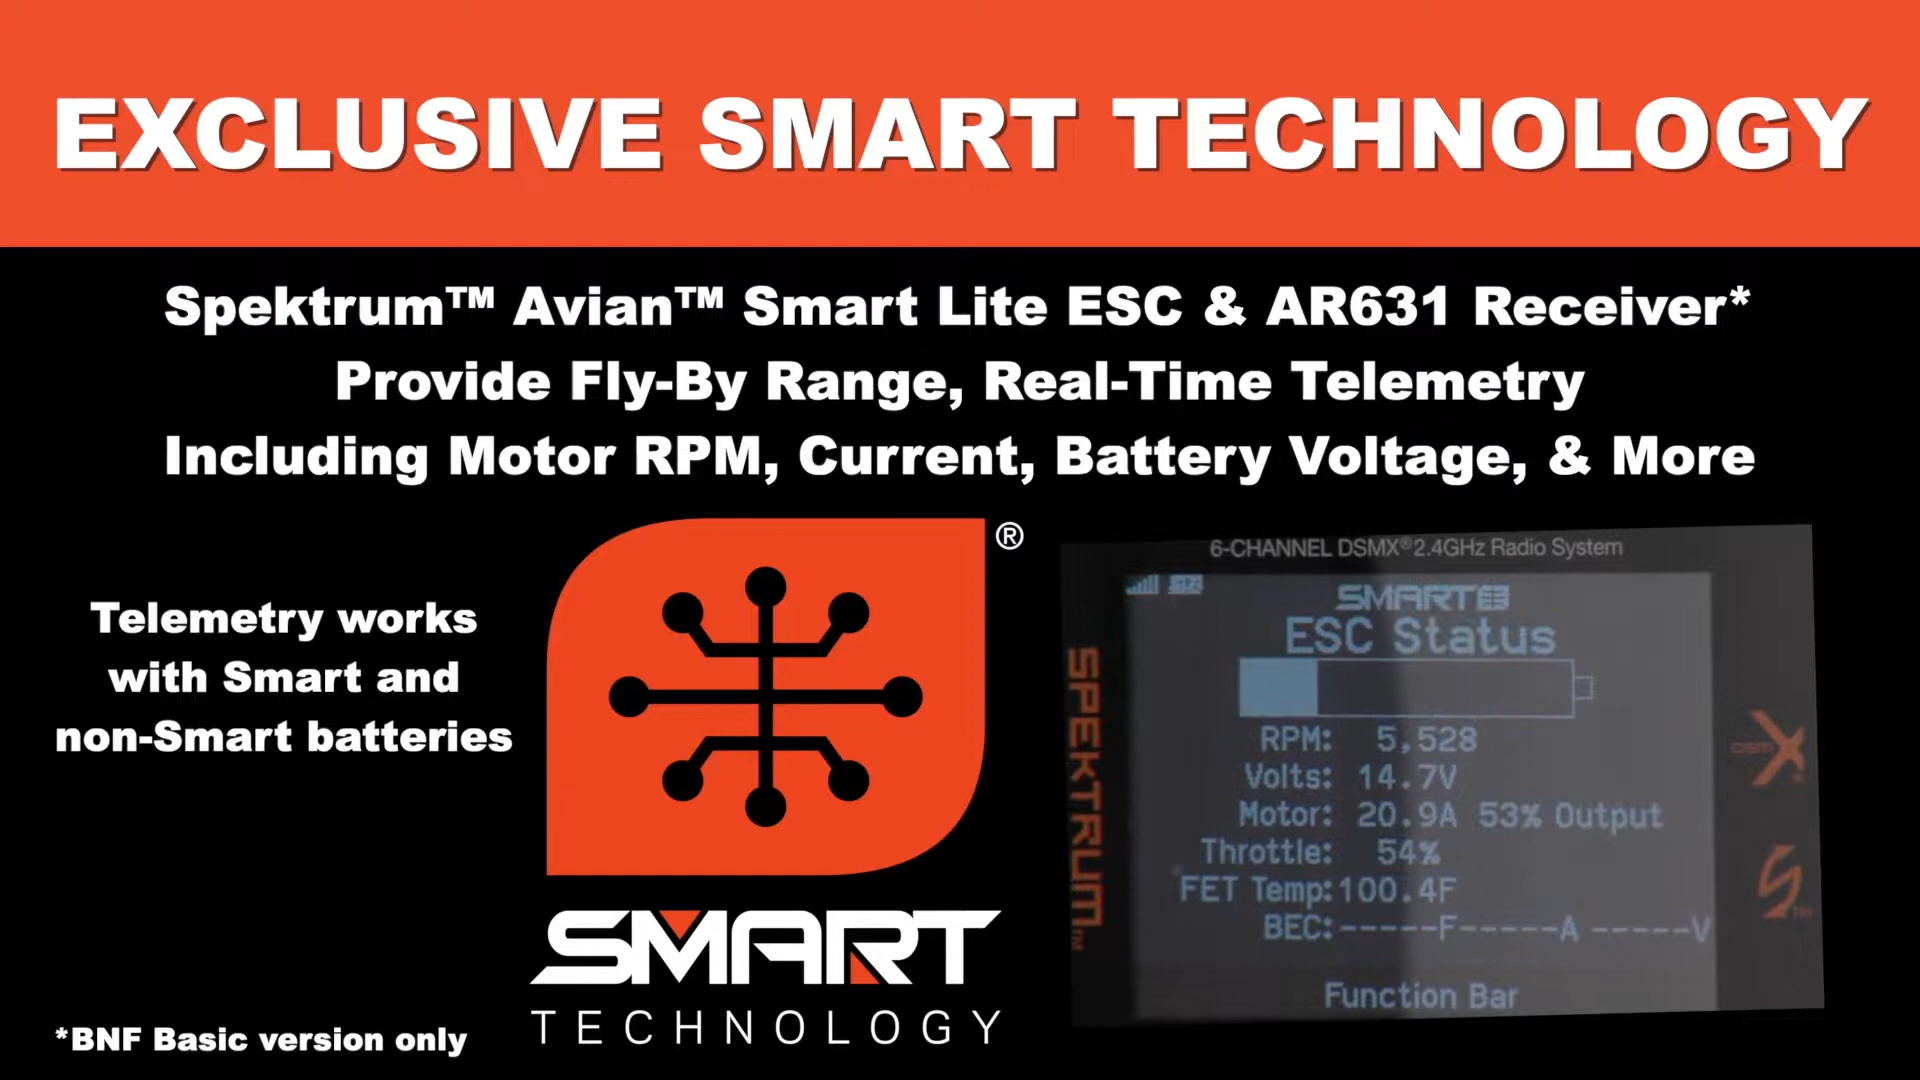 EXCLUSIVE SMART TECHNOLOGY
Spektrum™ Avian™ Smart Lite ESC & AR631 Receiver*
Provide Fly-By Range, Real-Time Telemetry
Including Motor RPM, Current, Battery Voltage, & More
Telemetry works
with Smart and
non-Smart batteries
*BNF Basic version only
®
SMART
TECHNOLOGY
6-CHANNEL DSMX® 2.4GHz Radio System
SPEKTRUM™
SMART
ESC Status
RPM: 5,528
Volts: 14.7V
Motor: 20.9A 53% Output
Throttle: 54%
FET Temp:100.4F
BEC:-----F-----A -----V
Function Bar
DSMX